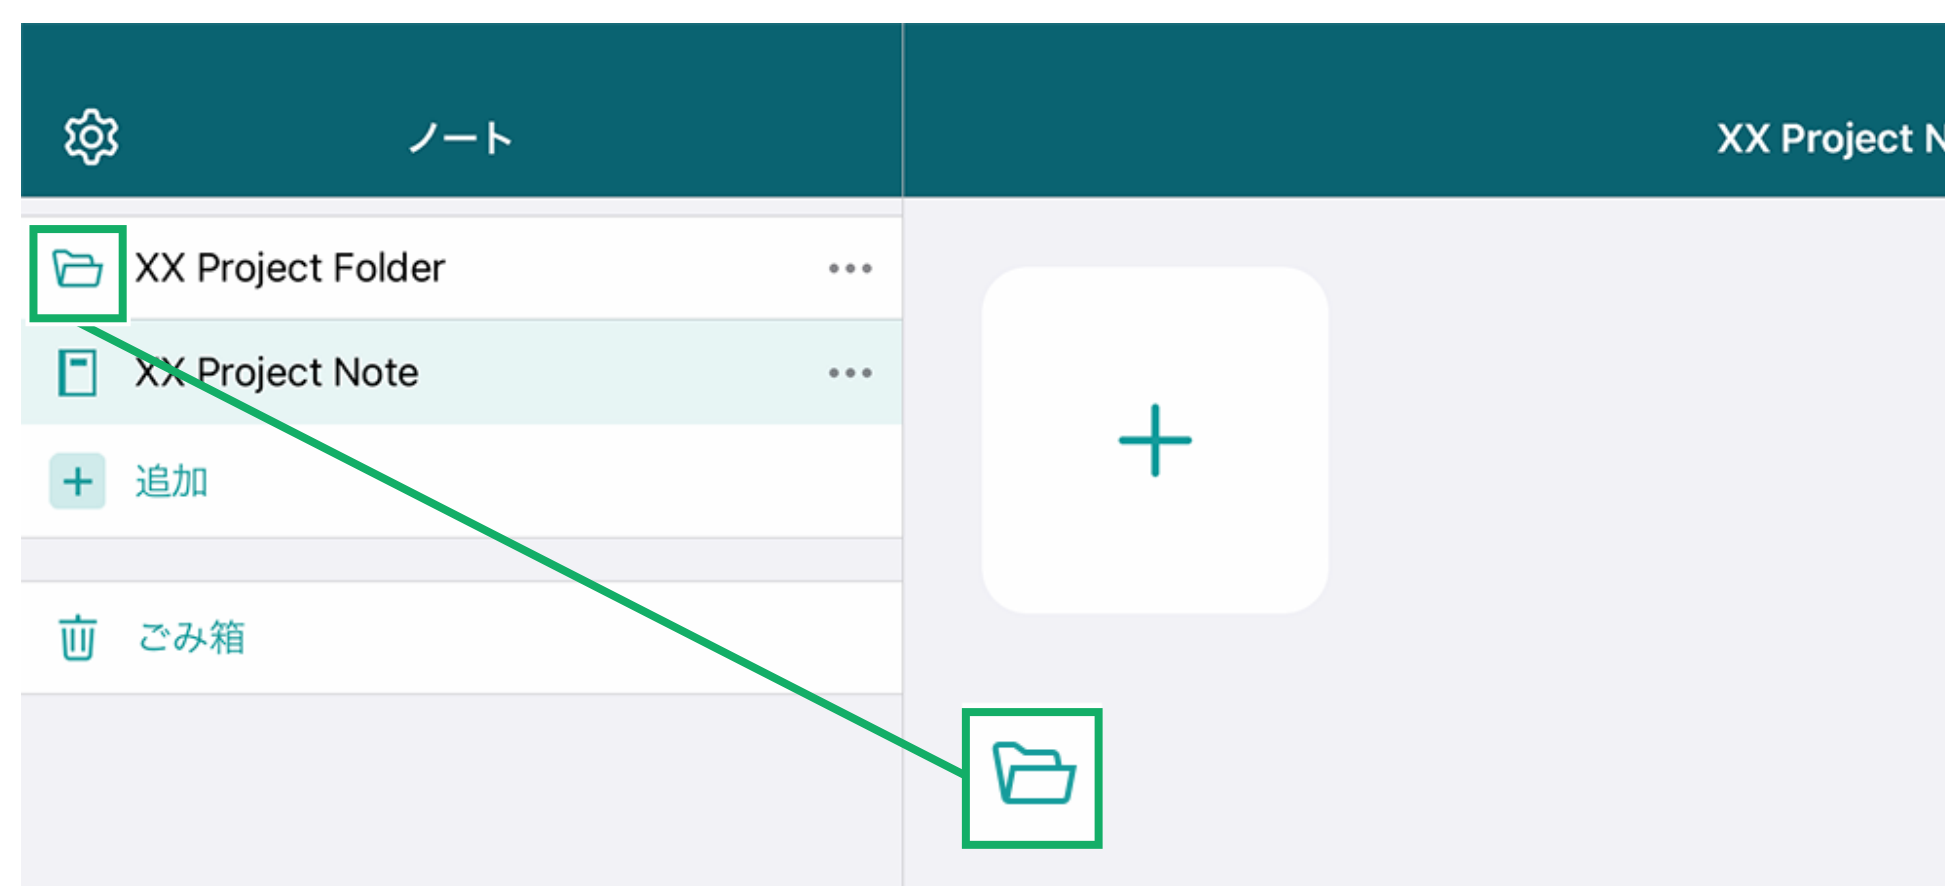 ノート
XX Project N
XX Project Folder
XX Project Note
追加
ごみ箱